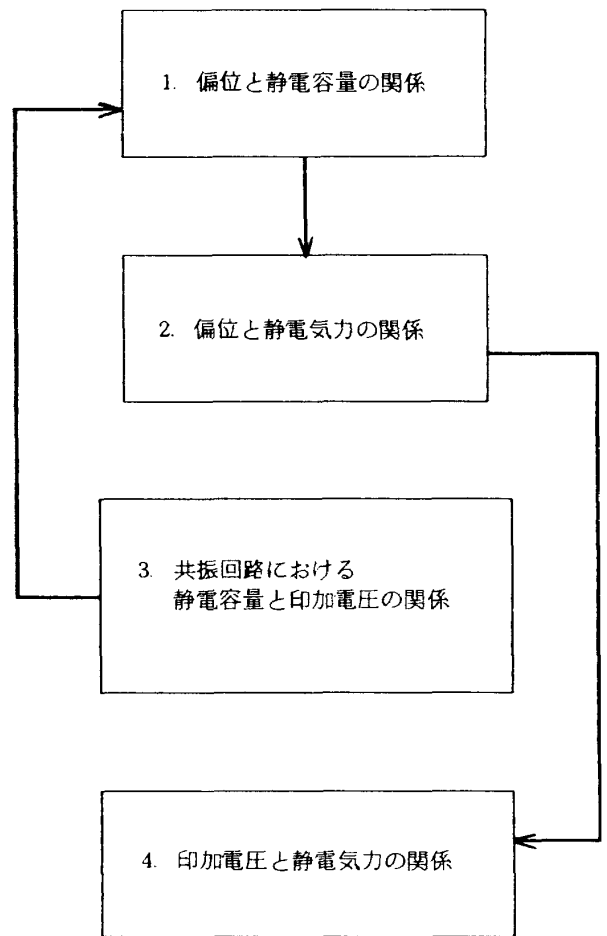 1. 偏位と静電容量の関係
2. 偏位と静電気力の関係
3. 共振回路における
静電容量と印加電圧の関係
4. 印加電圧と静電気力の関係